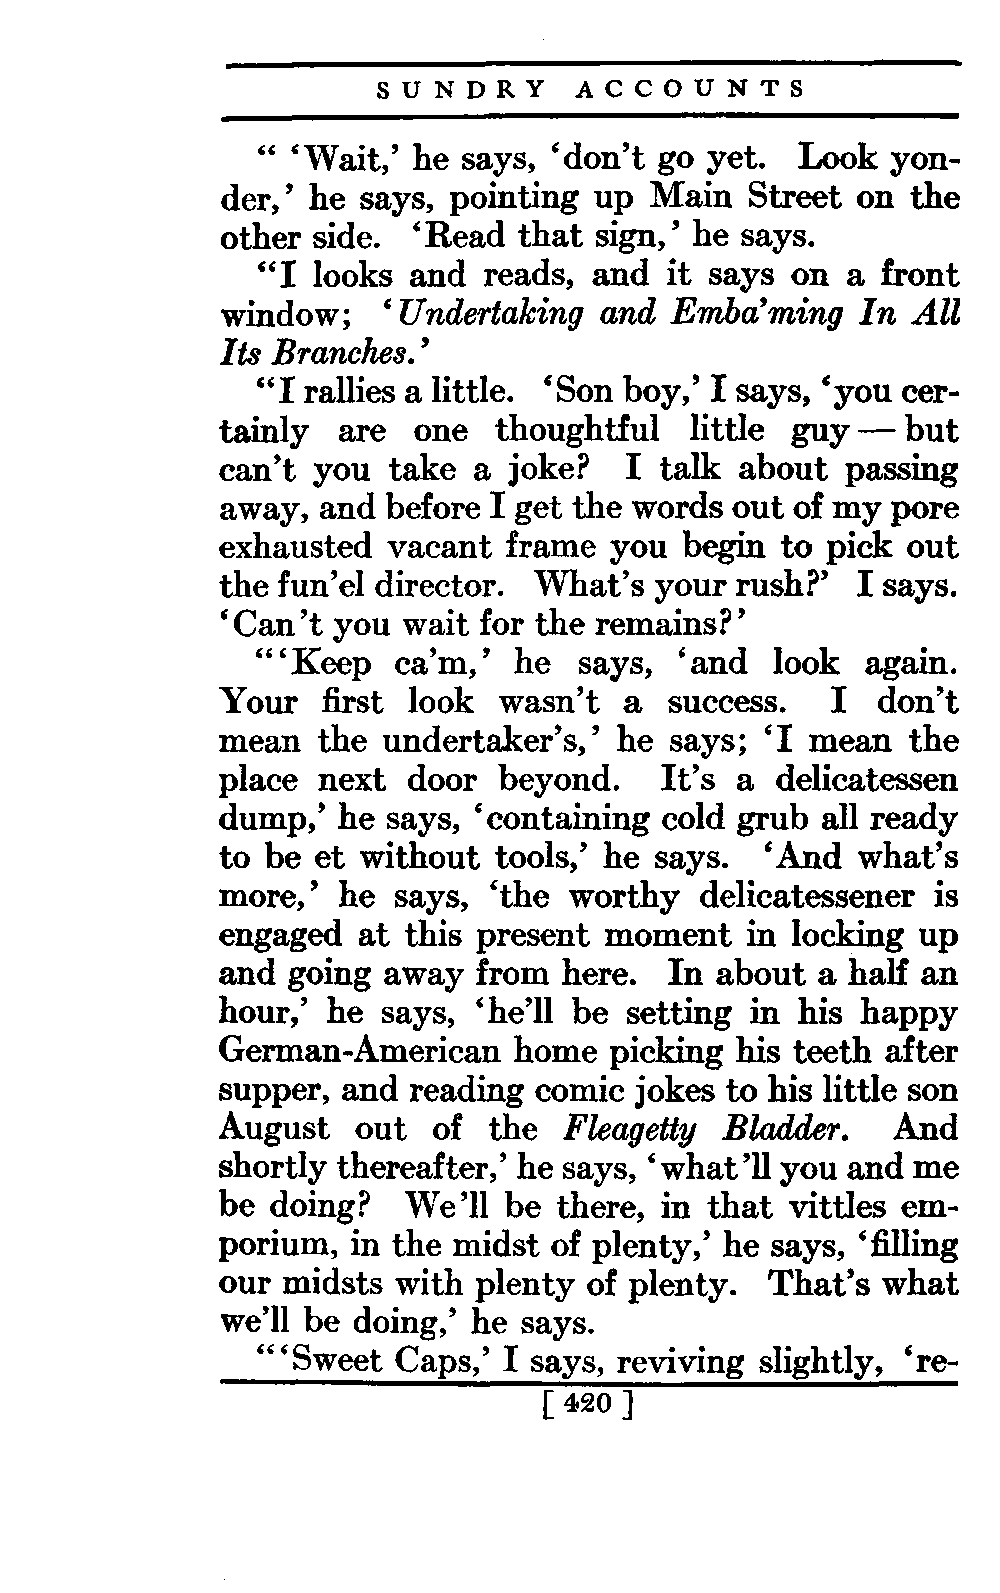 SUNDRY ACCOUNTS
“ ‘Wait,’ he says, ‘don’t go yet. Look yon-
der,’ he says, pointing up Main Street on the
other side. ‘Read that sign,’ he says.
“I looks and reads, and it says on a front
window; ‘Undertaking and Emba’ming In All
Its Branches.’
“I rallies a little. ‘Son boy,’ I says, ‘you cer-
tainly are one thoughtful little guy — but
can’t you take a joke? I talk about passing
away, and before I get the words out of my pore
exhausted vacant frame you begin to pick out
the fun’el director. What’s your rush?’ I says.
‘Can’t you wait for the remains?’
“‘Keep ca’m,’ he says, ‘and look again.
Your first look wasn’t a success. I don’t
mean the undertaker’s,’ he says; ‘I mean the
place next door beyond. It’s a delicatessen
dump,’ he says, ‘containing cold grub all ready
to be et without tools,’ he says. ‘And what’s
more,’ he says, ‘the worthy delicatessener is
engaged at this present moment in locking up
and going away from here. In about a half an
hour,’ he says, ‘he’ll be setting in his happy
German-American home picking his teeth after
supper, and reading comic jokes to his little son
August out of the Fleagetty Bladder. And
shortly thereafter,’ he says, ‘what’ll you and me
be doing? We’ll be there, in that vittles em-
porium, in the midst of plenty,’ he says, ‘filling
our midsts with plenty of plenty. That’s what
we’ll be doing,’ he says.
“‘Sweet Caps,’ I says, reviving slightly, ‘re-
[ 420 ]